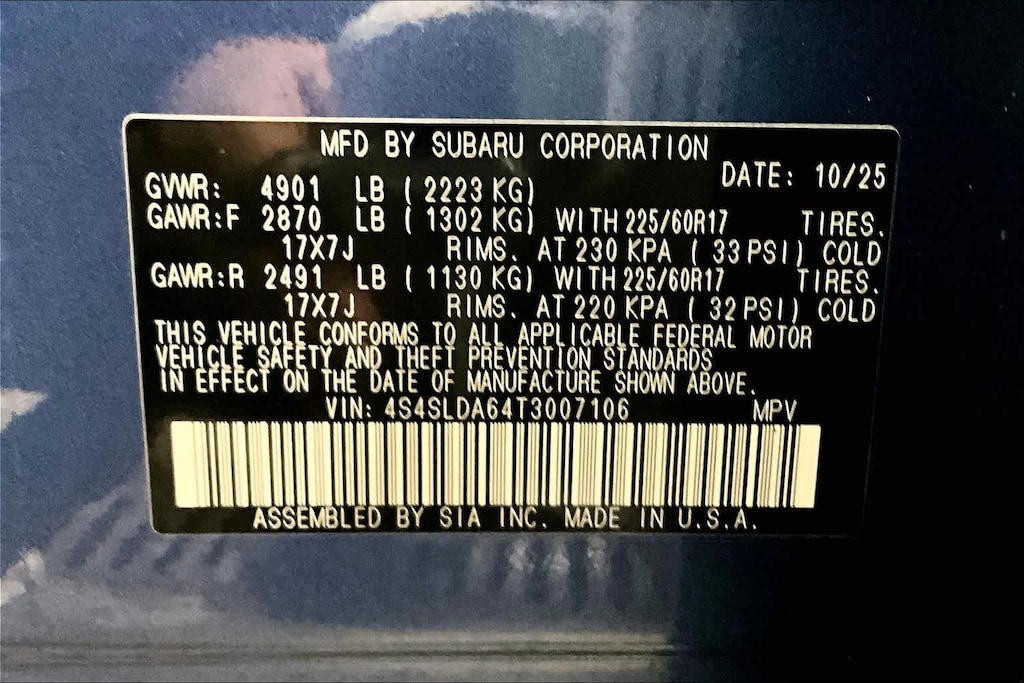 MFD BY SUBARU CORPORATION
DATE: 10/25
GVWR: 4901 LB ( 2223 KG)
GAWR:F 2870 LB ( 1302 KG) WITH 225/60R17 TIRES.
17X7J RIMS. AT 230 KPA ( 33 PSI) COLD
GAWR:R 2491 LB ( 1130 KG) WITH 225/60R17 TIRES.
17X7J RIMS. AT 220 KPA ( 32 PSI) COLD
THIS VEHICLE CONFORMS TO ALL APPLICABLE FEDERAL MOTOR
VEHICLE SAFETY AND THEFT PREVENTION STANDARDS
IN EFFECT ON THE DATE OF MANUFACTURE SHOWN ABOVE.
VIN: 4S4SLDA64T3007106 MPV
ASSEMBLED BY SIA INC. MADE IN U.S.A.